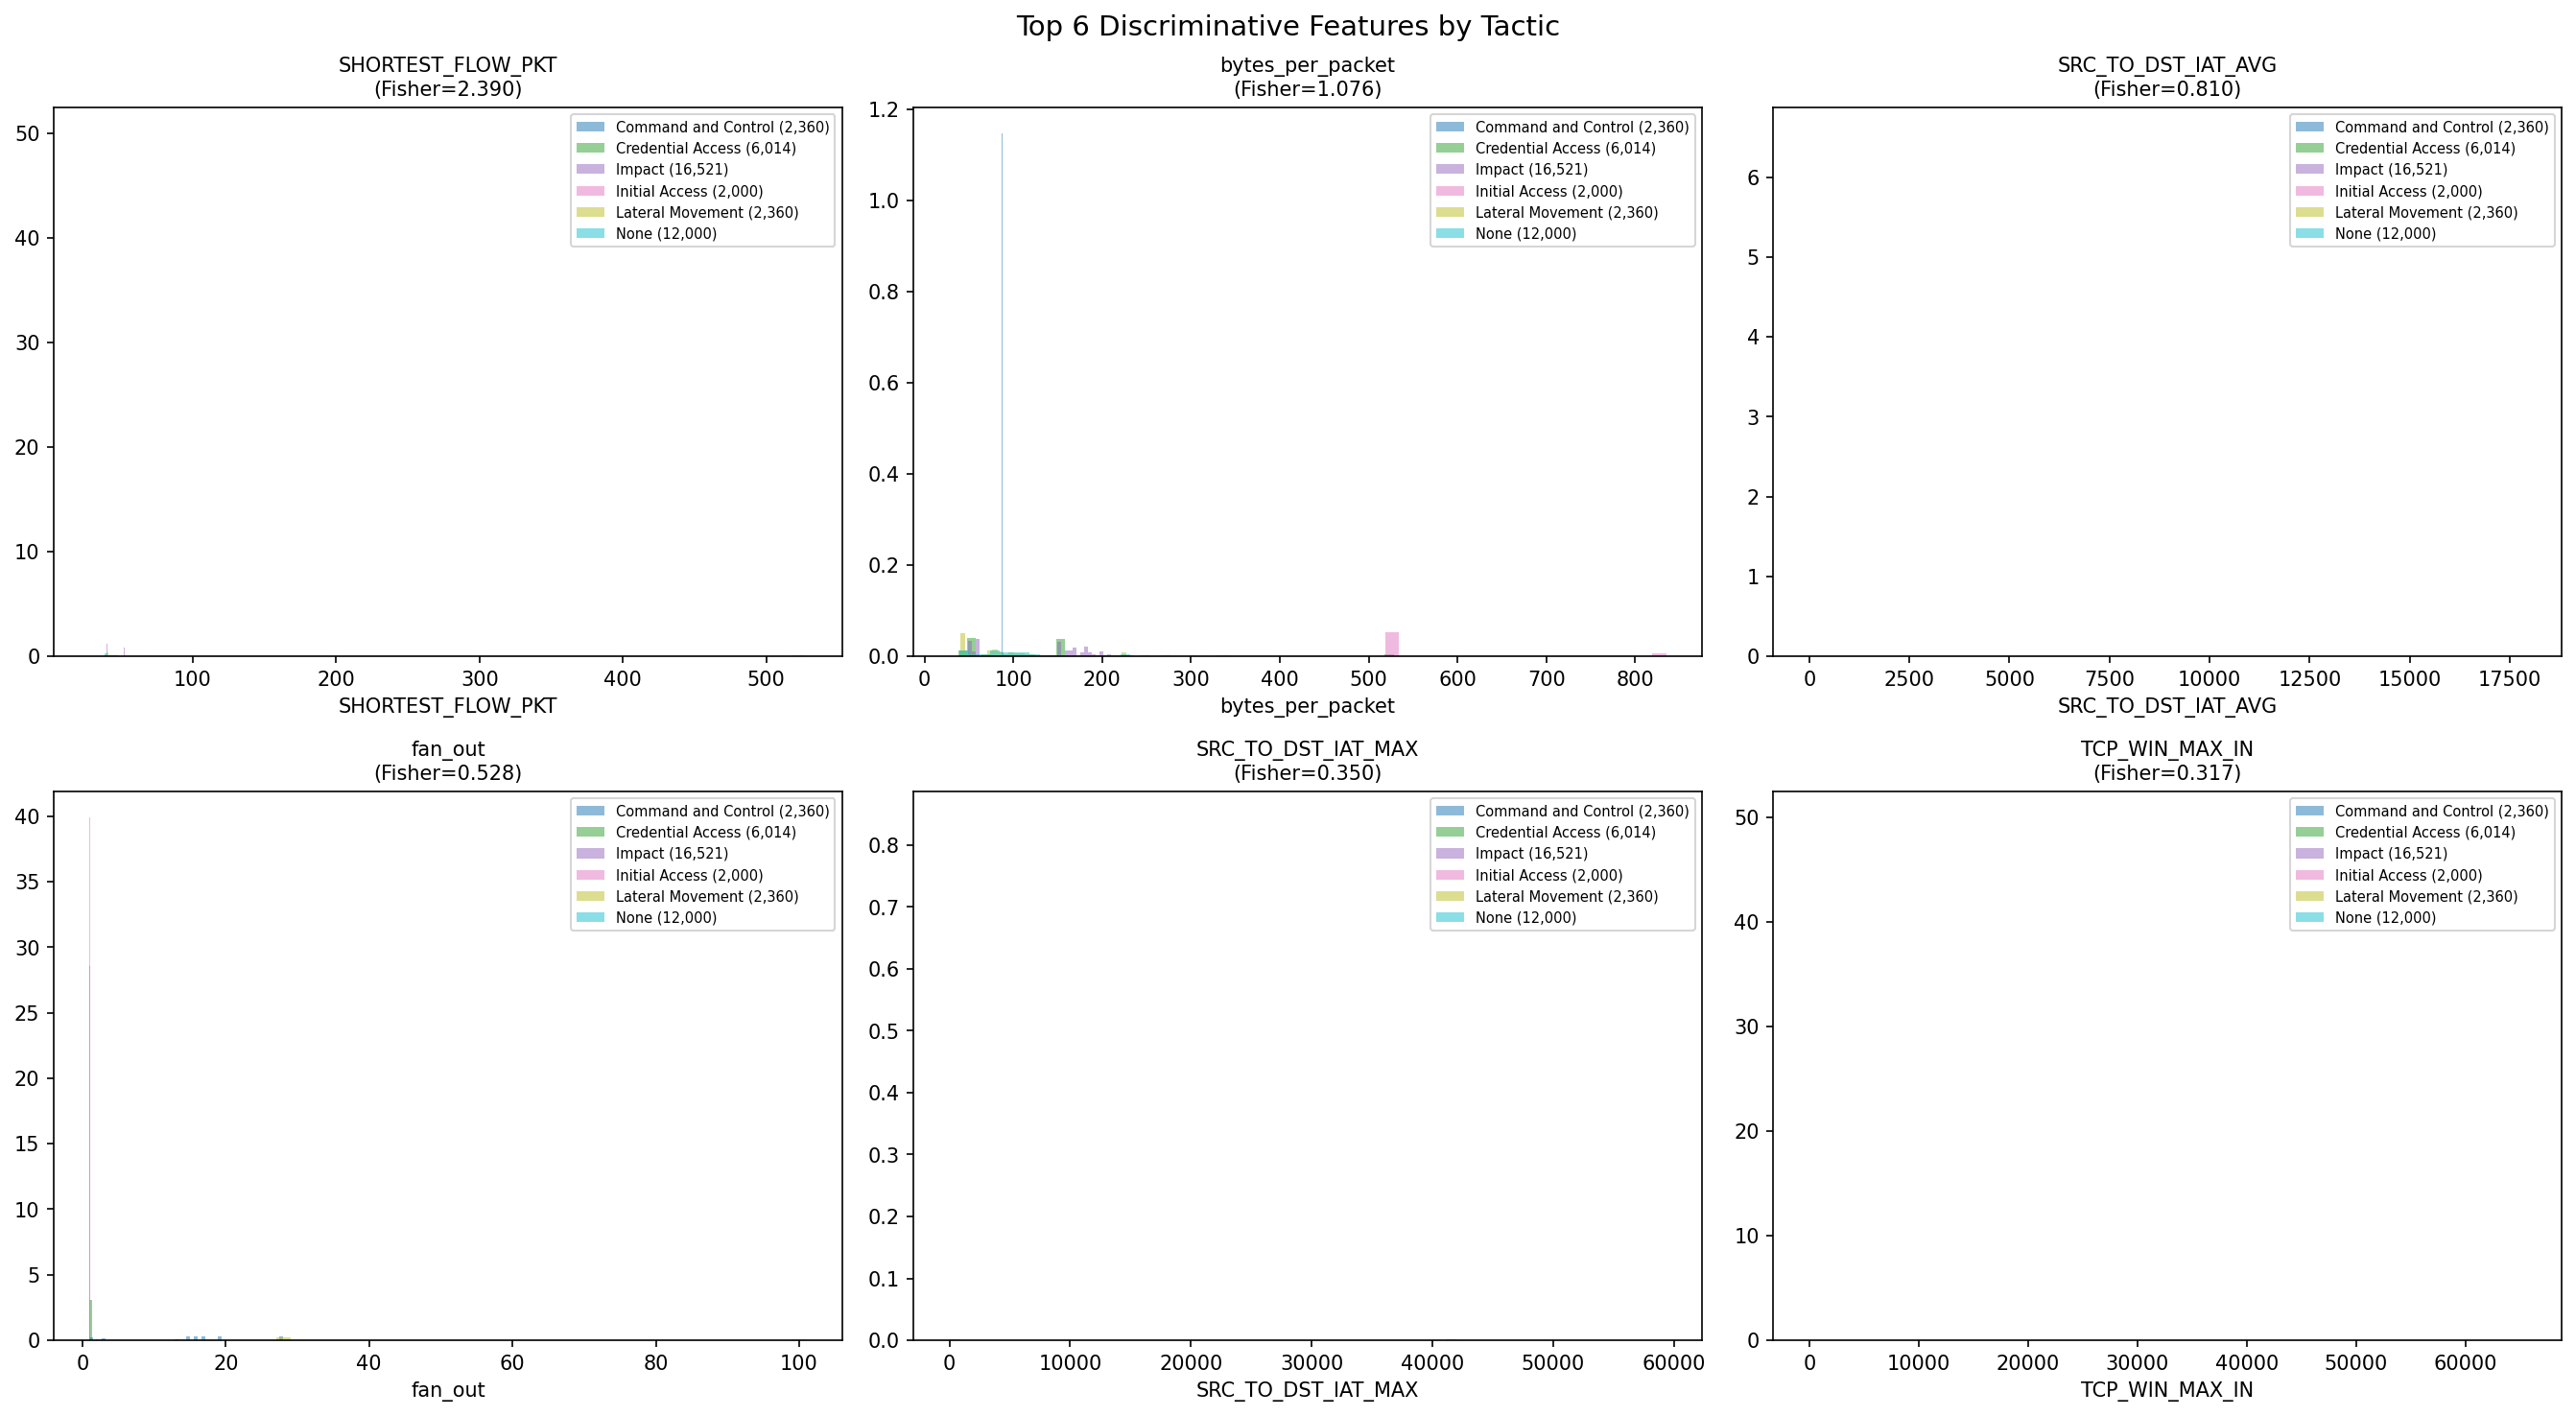 Top 6 Discriminative Features by Tactic
SHORTEST_FLOW_PKT
(Fisher=2.390)
50
40
30
20
10
0
100
200
300
400
500
SHORTEST_FLOW_PKT
Command and Control (2,360)
Credential Access (6,014)
Impact (16,521)
Initial Access (2,000)
Lateral Movement (2,360)
None (12,000)
bytes_per_packet
(Fisher=1.076)
1.2
1.0
0.8
0.6
0.4
0.2
0.0
0
100
200
300
400
500
600
700
800
bytes_per_packet
Command and Control (2,360)
Credential Access (6,014)
Impact (16,521)
Initial Access (2,000)
Lateral Movement (2,360)
None (12,000)
SRC_TO_DST_IAT_AVG
(Fisher=0.810)
6
5
4
3
2
1
0
0
2500
5000
7500
10000
12500
15000
17500
SRC_TO_DST_IAT_AVG
Command and Control (2,360)
Credential Access (6,014)
Impact (16,521)
Initial Access (2,000)
Lateral Movement (2,360)
None (12,000)
fan_out
(Fisher=0.528)
40
35
30
25
20
15
10
5
0
0
20
40
60
80
100
fan_out
Command and Control (2,360)
Credential Access (6,014)
Impact (16,521)
Initial Access (2,000)
Lateral Movement (2,360)
None (12,000)
SRC_TO_DST_IAT_MAX
(Fisher=0.350)
0.8
0.7
0.6
0.5
0.4
0.3
0.2
0.1
0.0
0
10000
20000
30000
40000
50000
60000
SRC_TO_DST_IAT_MAX
Command and Control (2,360)
Credential Access (6,014)
Impact (16,521)
Initial Access (2,000)
Lateral Movement (2,360)
None (12,000)
TCP_WIN_MAX_IN
(Fisher=0.317)
50
40
30
20
10
0
0
10000
20000
30000
40000
50000
60000
TCP_WIN_MAX_IN
Command and Control (2,360)
Credential Access (6,014)
Impact (16,521)
Initial Access (2,000)
Lateral Movement (2,360)
None (12,000)